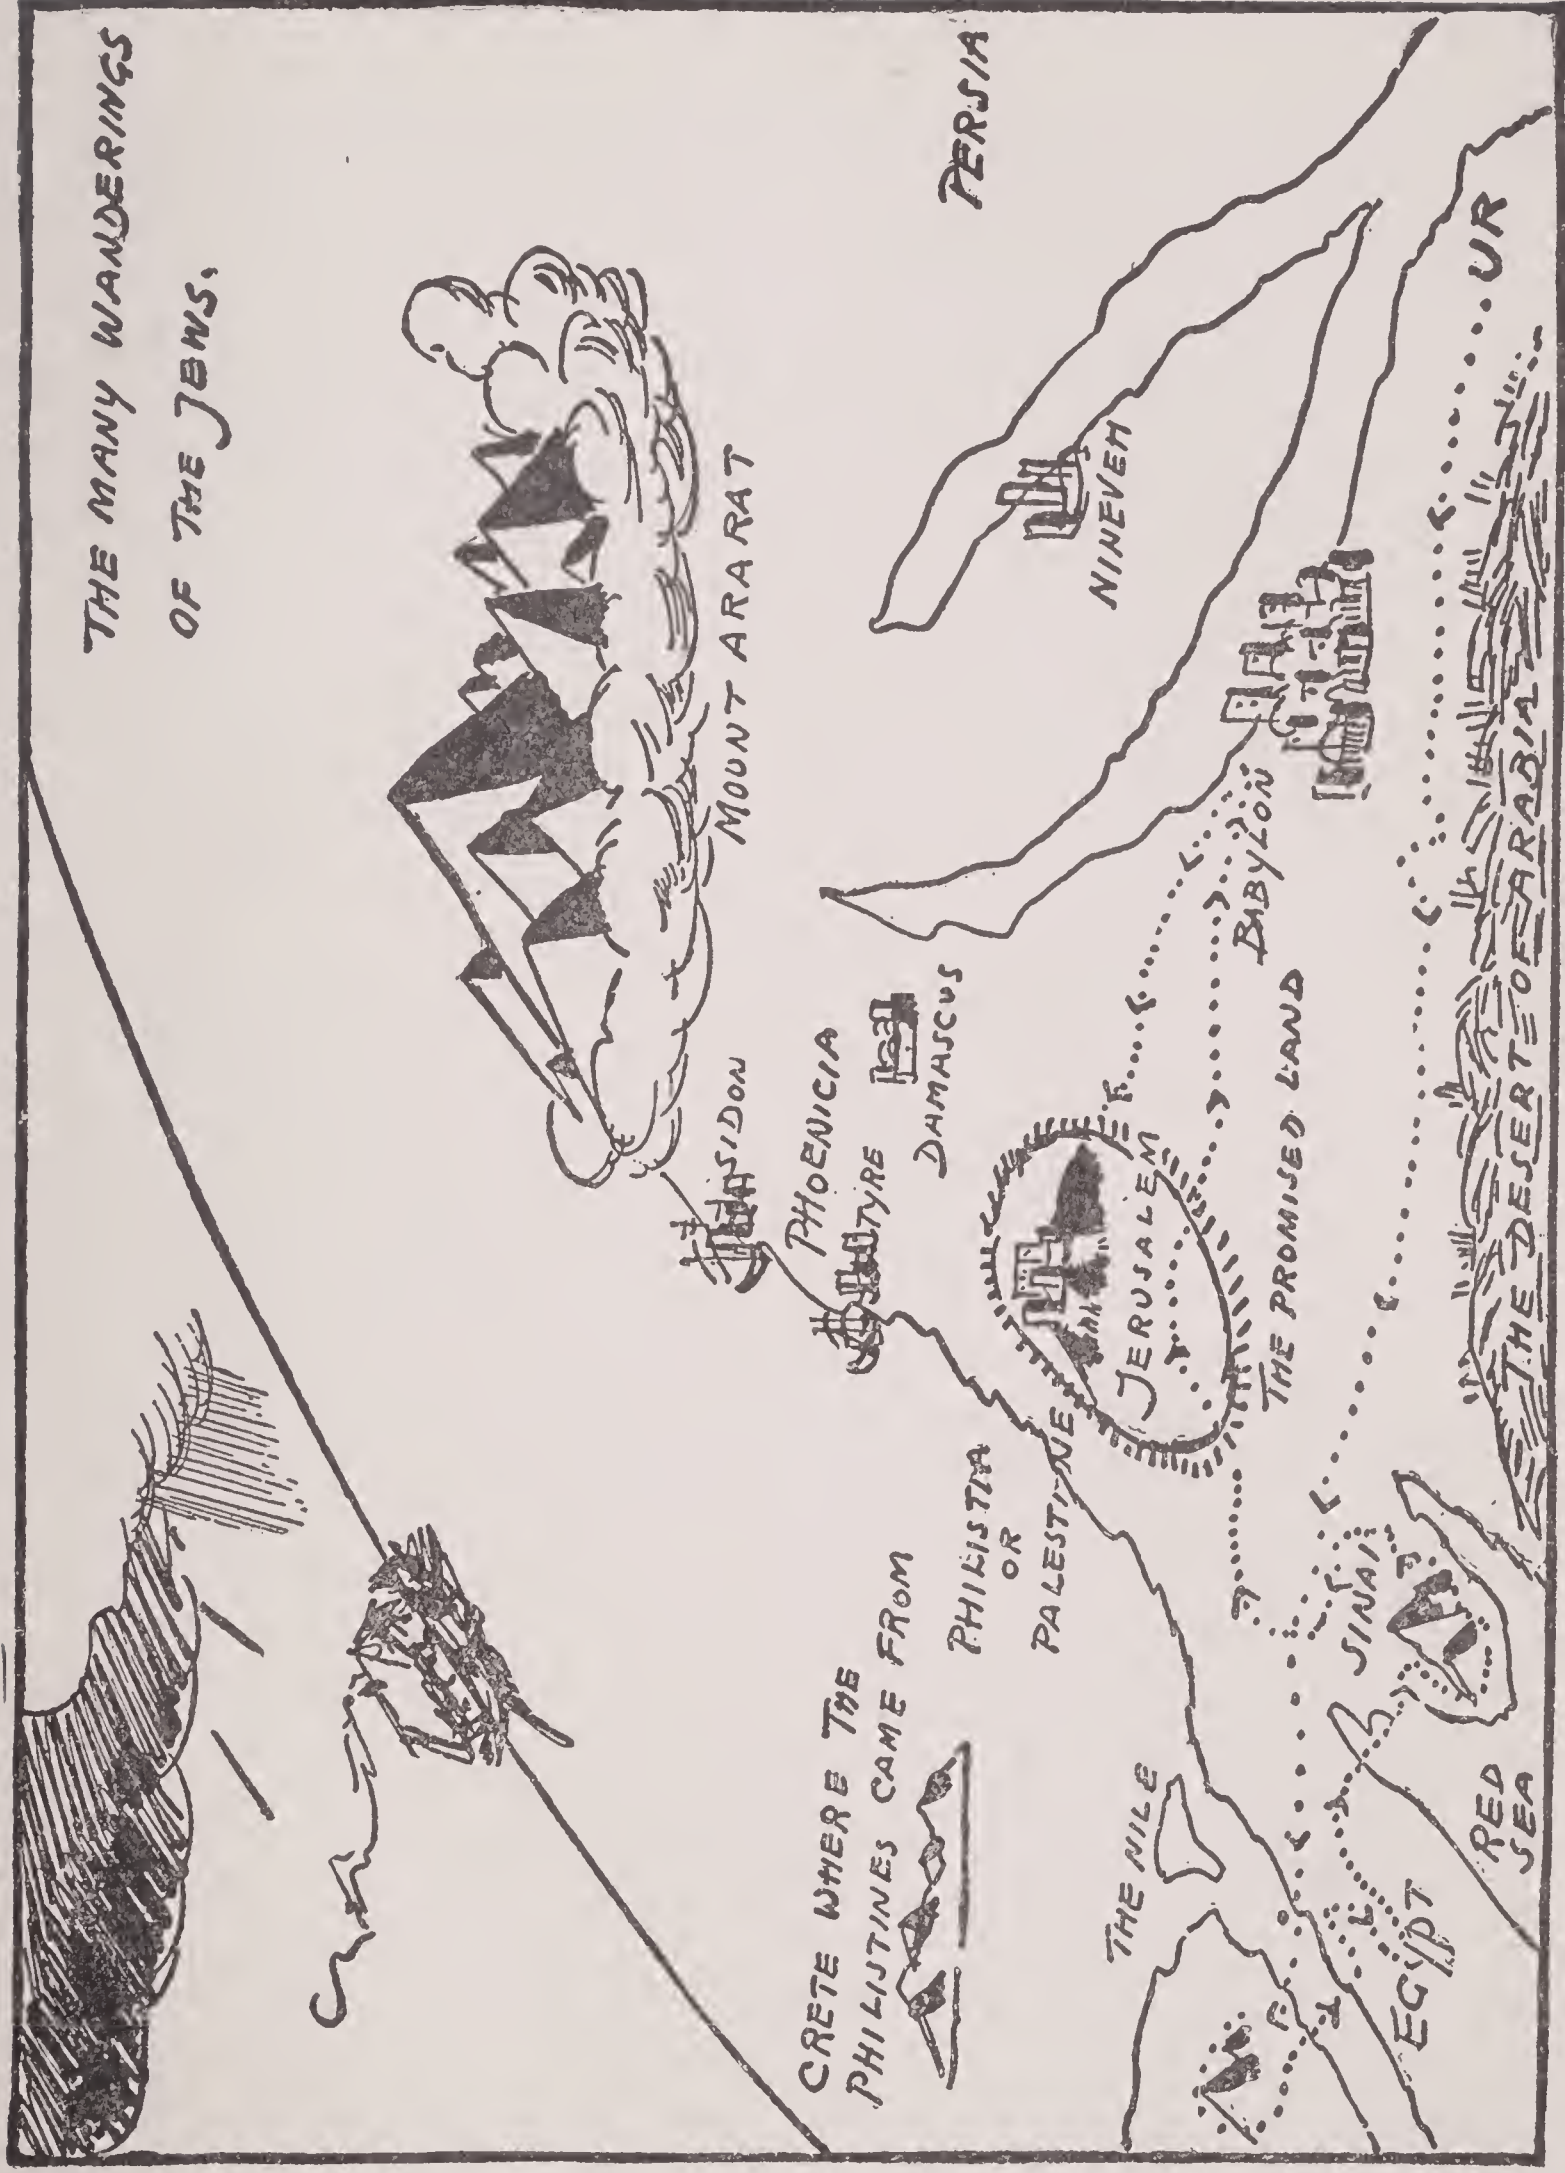 THE MANY WANDERINGS
OF THE JEWS.
MOUNT ARARAT
PERSIA
SIDON
PHOENICIA
TYRE
DAMASCUS
NINEVEH
CRETE WHERE THE
PHILISTINES CAME FROM
PHILISTIA
OR
PALESTINE
JERUSALEM
BABYLON
THE PROMISED LAND
UR
THE NILE
SINAI
EGYPT
RED
SEA
THE DESERT OF ARABIA